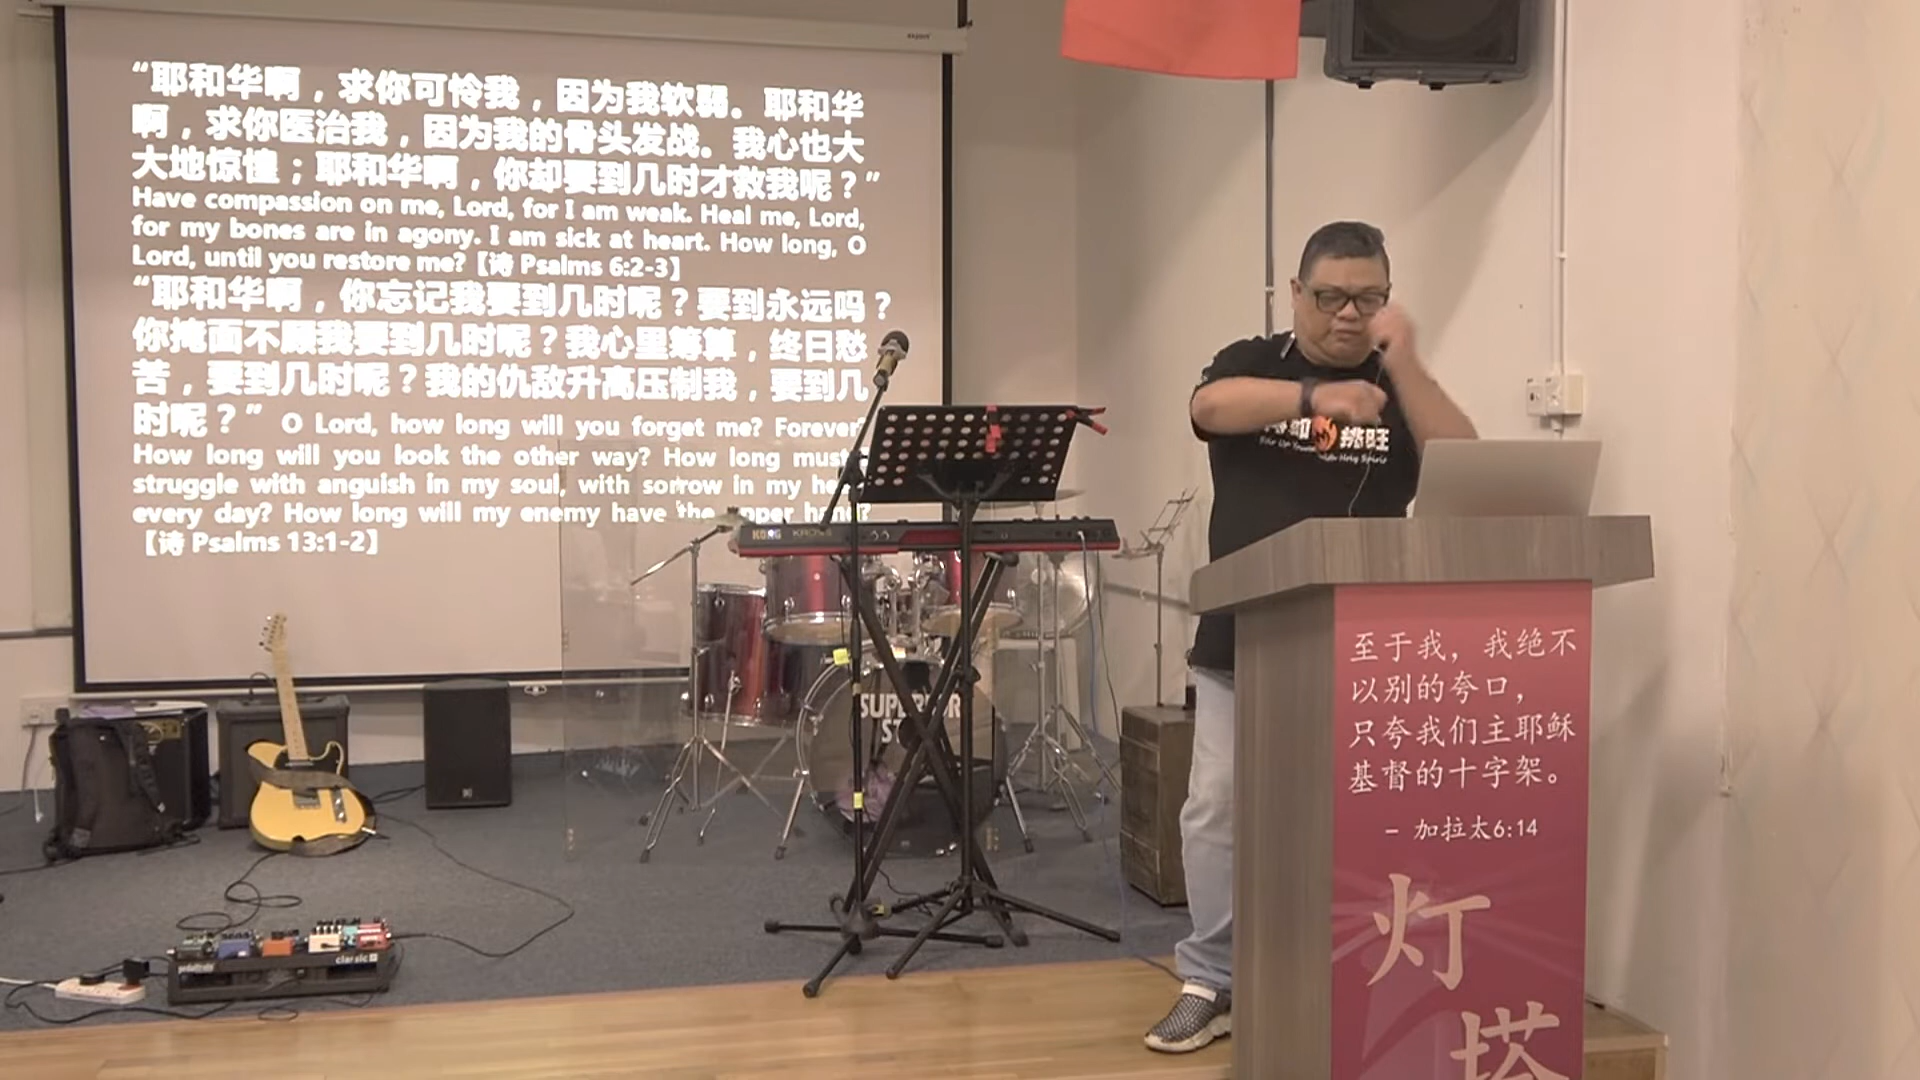 “耶和华啊，求你可怜我，因为我软弱。耶和华
啊，求你医治我，因为我的骨头发战。我心也大
大地惊惶；耶和华啊，你却要到几时才救我呢？”
Have compassion on me, Lord, for I am weak. Heal me, Lord,
for my bones are in agony. I am sick at heart. How long, O
Lord, until you restore me?【诗 Psalms 6:2-3】
“耶和华啊，你忘记我要到几时呢？要到永远吗？
你掩面不顾我要到几时呢？我心里筹算，终日愁
苦，要到几时呢？我的仇敌升高压制我，要到几
时呢？” O Lord, how long will you forget me? Forever?
How long will you look the other way? How long must
struggle with anguish in my soul, with sorrow in my
every day? How long will my enemy have the upper hand?
【诗 Psalms 13:1-2】
KORG KROSS
SUPERIOR
classic
如 挑旺
Holy Spirit
至于我，我绝不
以别的夸口，
只夸我们主耶稣
基督的十字架。
- 加拉太6:14
灯
塔